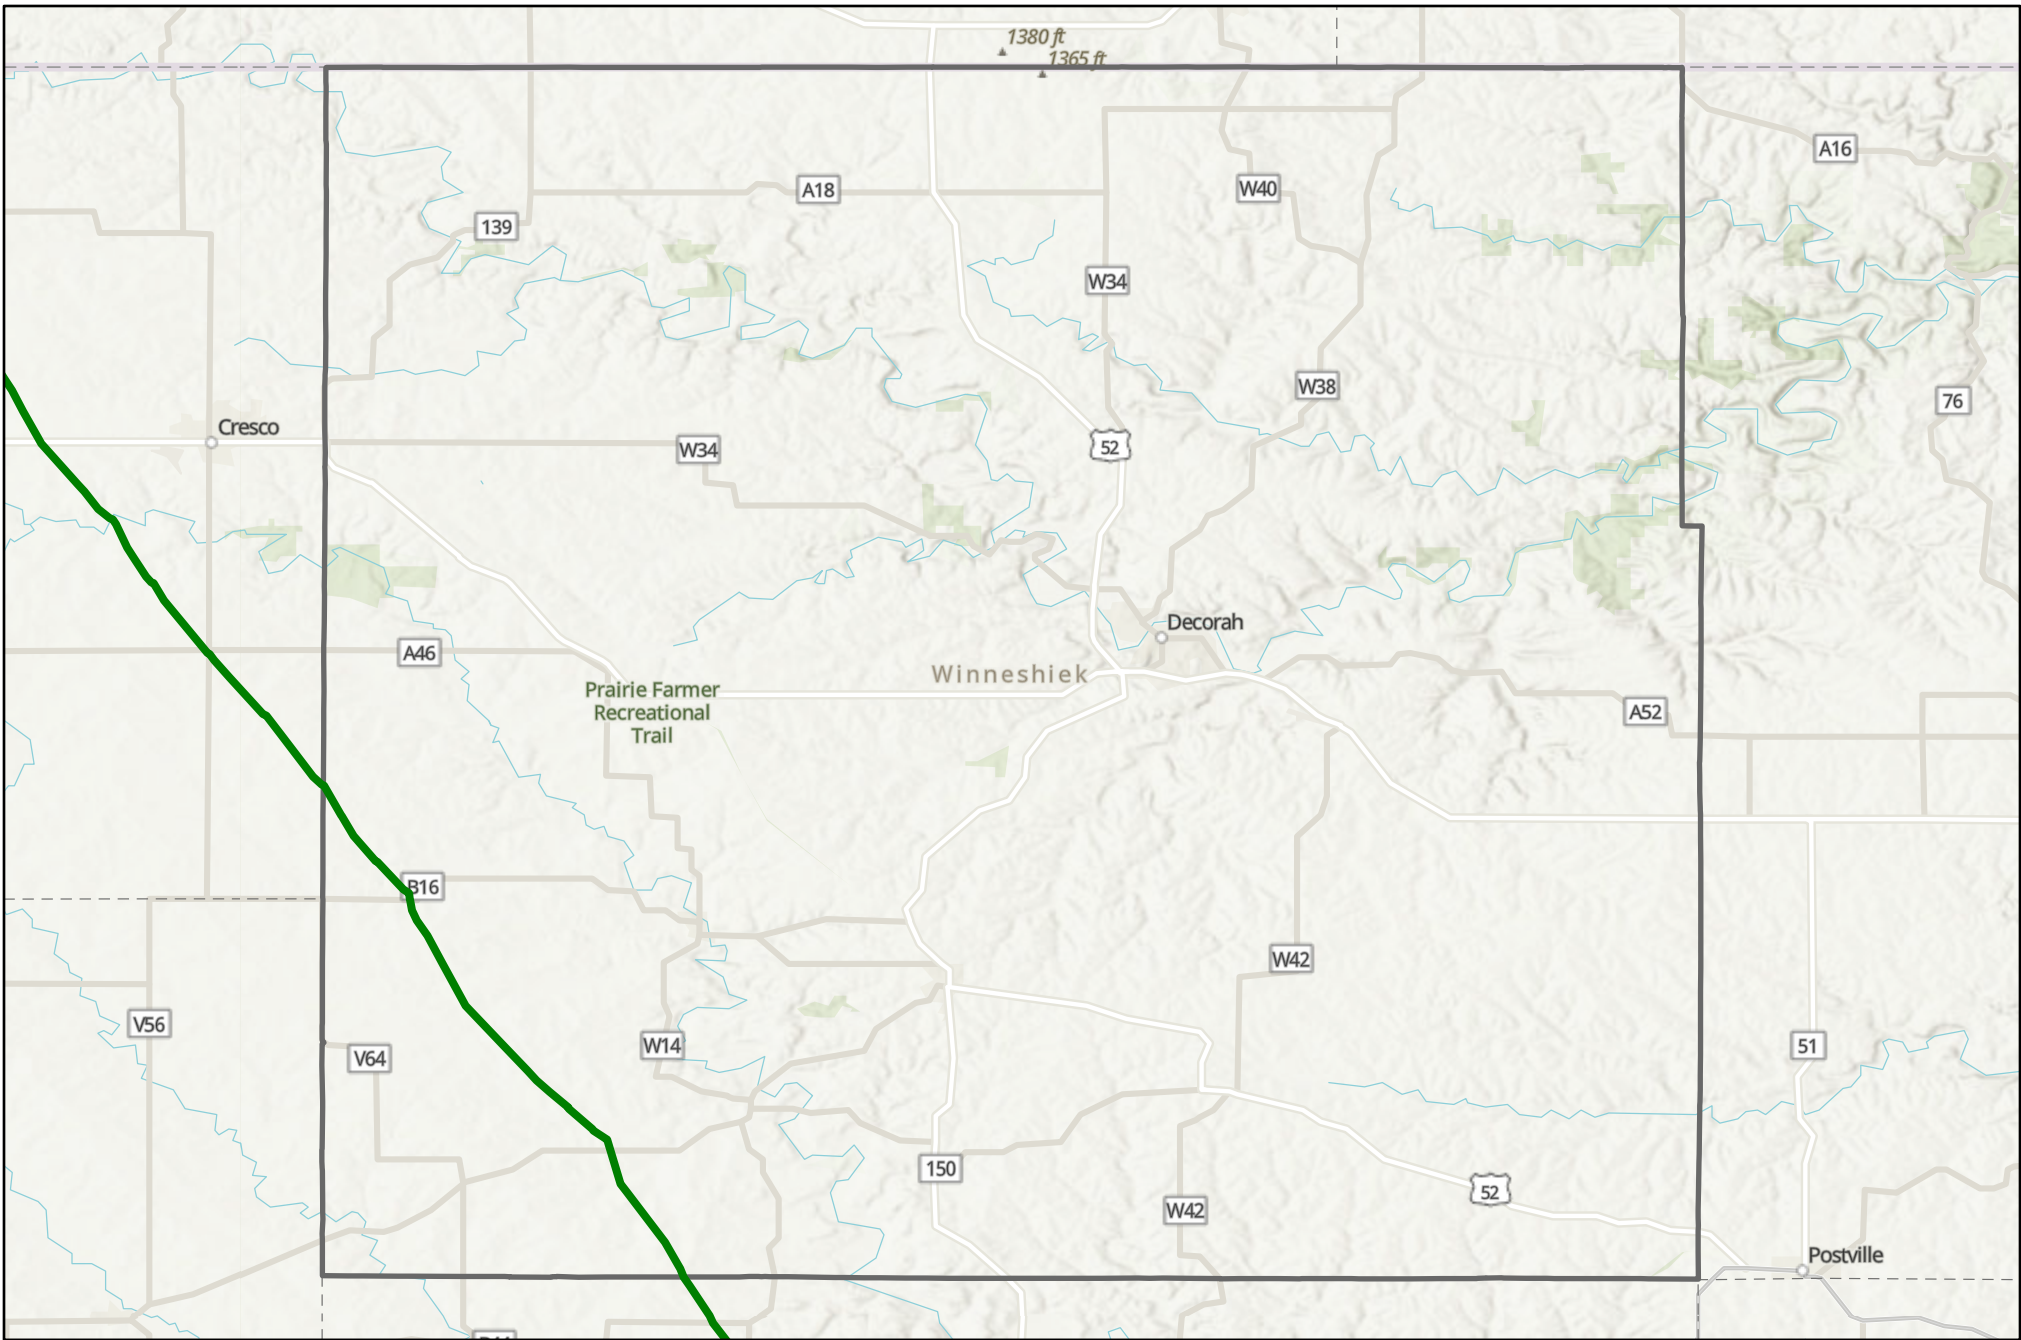 1380 ft
1365 ft
A16
A18
W40
139
W34
W38
76
Cresco
W34
52
Decorah
A46
Winneshiek
Prairie Farmer
Recreational
Trail
A52
B16
W42
V56
W14
51
V64
150
52
W42
Postville